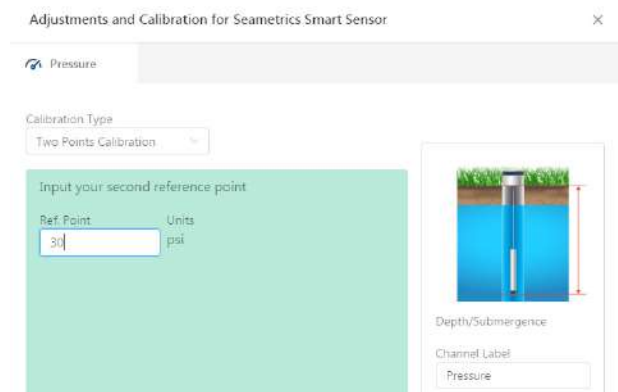 Adjustments and Calibration for Seametrics Smart Sensor
Pressure
Calibration Type
Two Points Calibration
Input your second reference point
Ref. Point Units
30 psi
Depth/Submergence
Channel Label
Pressure